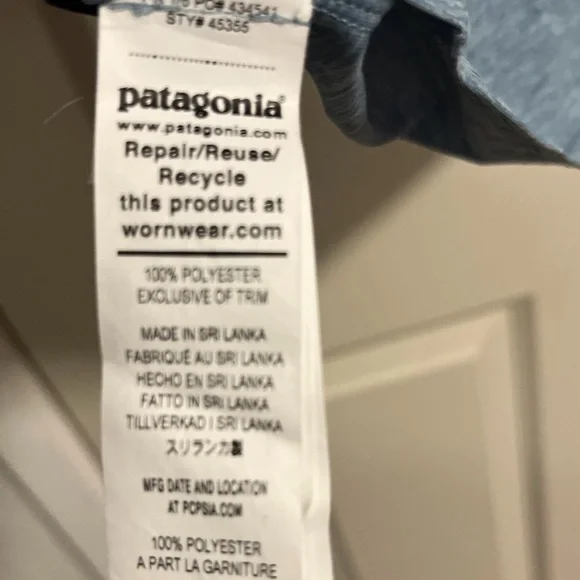 PO# 434541
STY# 45355
patagonia®
www.patagonia.com
Repair/Reuse/
Recycle
this product at
wornwear.com
100% POLYESTER
EXCLUSIVE OF TRIM
MADE IN SRI LANKA
FABRIQUÉ AU SRI LANKA
HECHO EN SRI LANKA
FATTO IN SRI LANKA
TILLVERKAD I SRI LANKA
スリランカ製
MFG DATE AND LOCATION
AT POPSIA.COM
100% POLYESTER
A PART LA GARNITURE